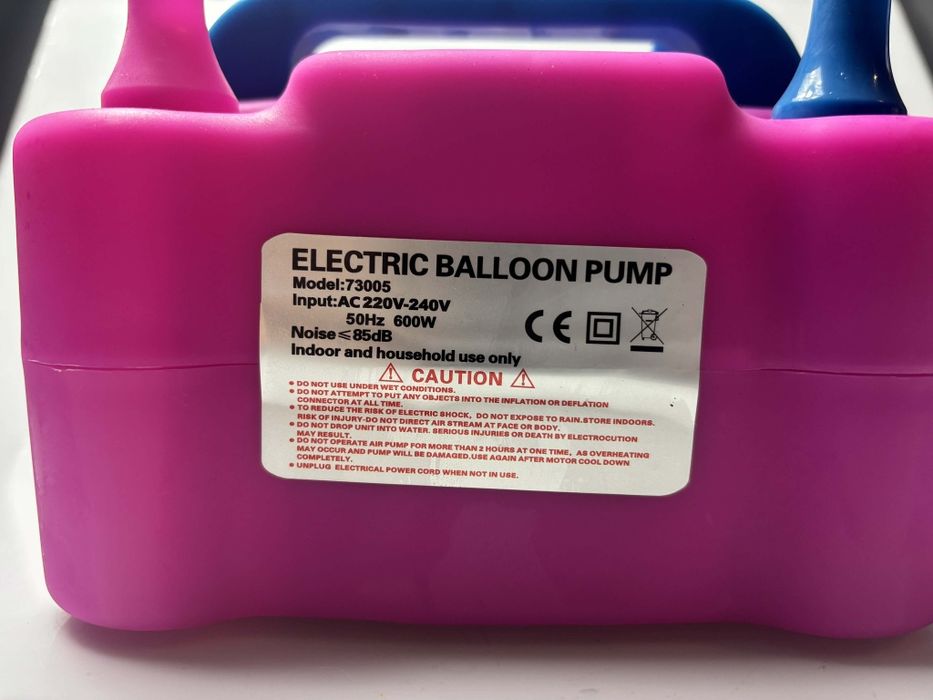 ELECTRIC BALLOON PUMP
Model:73005
Input:AC 220V-240V
50Hz 600W
Noise≤85dB
Indoor and household use only
CE
CAUTION
• DO NOT USE UNDER WET CONDITIONS.
• DO NOT ATTEMPT TO PUT ANY OBJECTS INTO THE INFLATION OR DEFLATION
CONNECTOR AT ALL TIME.
• TO REDUCE THE RISK OF ELECTRIC SHOCK, DO NOT EXPOSE TO RAIN.STORE INDOORS.
RISK OF INJURY-DO NOT DIRECT AIR STREAM AT FACE OR BODY.
• DO NOT DROP UNIT INTO WATER. SERIOUS INJURIES OR DEATH BY ELECTROCUTION
MAY RESULT.
• DO NOT OPERATE AIR PUMP FOR MORE THAN 2 HOURS AT ONE TIME, AS OVERHEATING
MAY OCCUR AND PUMP WILL BE DAMAGED.USE AGAIN AFTER MOTOR COOL DOWN
COMPLETELY.
• UNPLUG ELECTRICAL POWER CORD WHEN NOT IN USE.